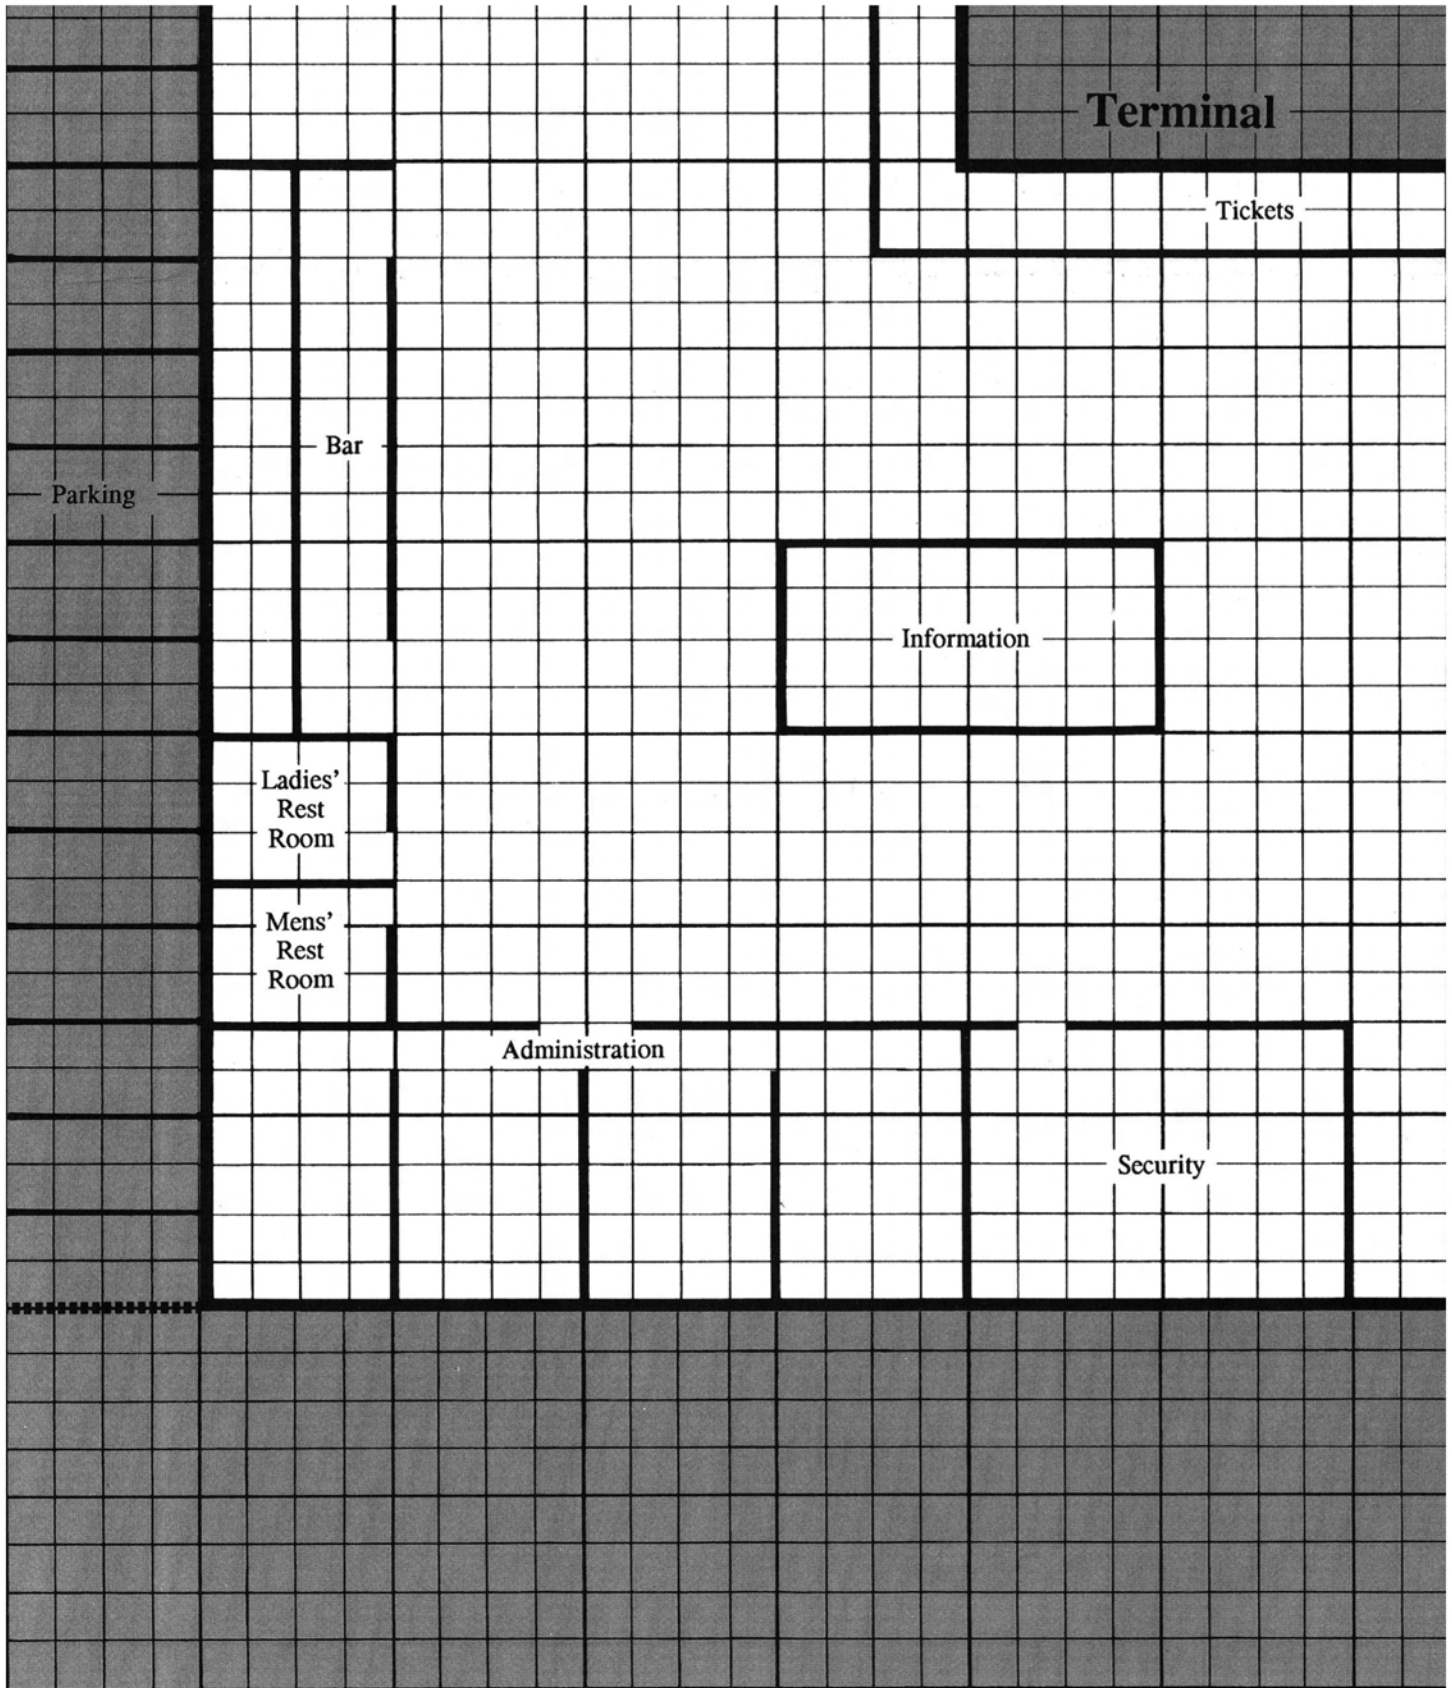 Terminal
Tickets
Bar
Parking
Information
Ladies’
Rest
Room
Mens’
Rest
Room
Administration
Security